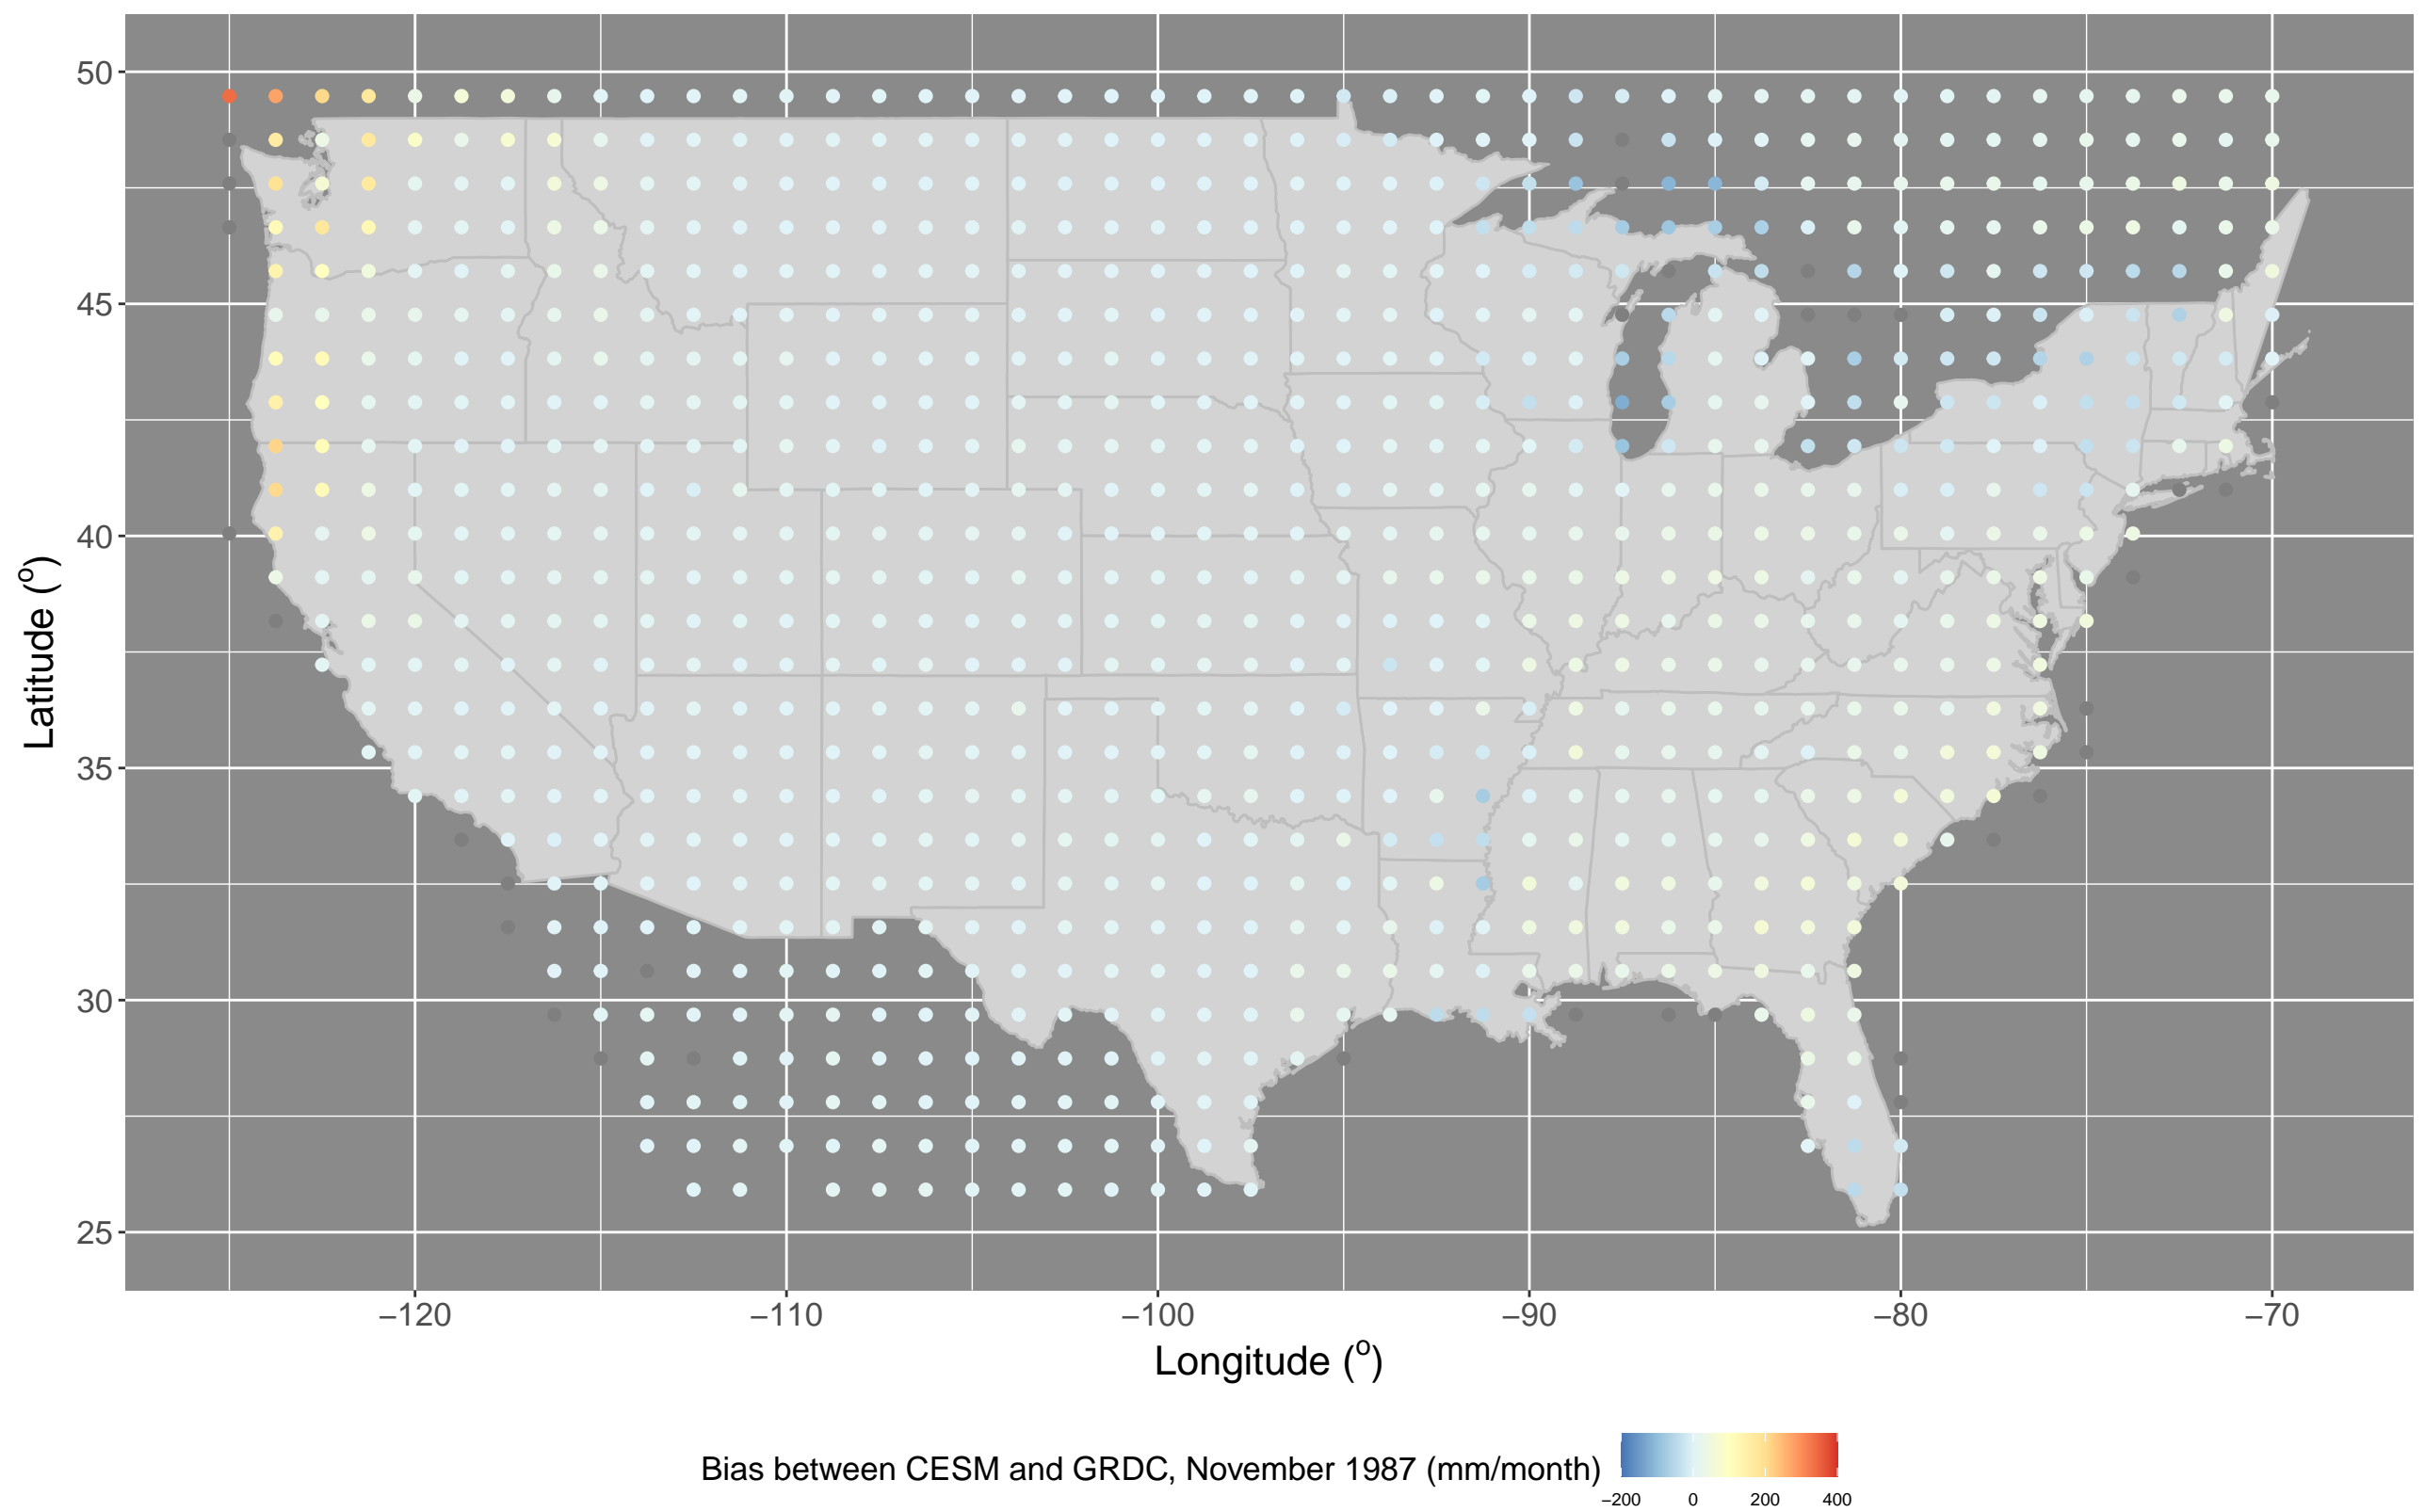 50
45
40
35
30
25
Latitude (°)
−120 −110 −100 −90 −80 −70
Longitude (°)
Bias between CESM and GRDC, November 1987 (mm/month)
−200 0 200 400